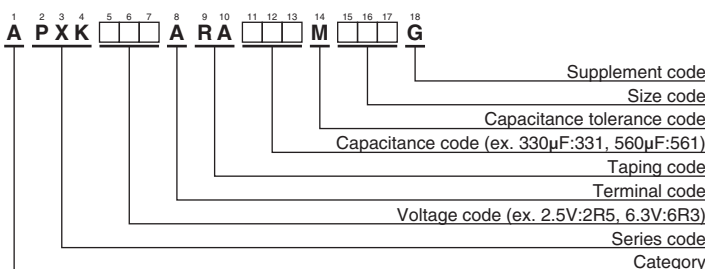 1 2 3 4 5 6 7 8 9 10 11 12 13 14 15 16 17 18
A P X K A R A M G
Supplement code
Size code
Capacitance tolerance code
Capacitance code (ex. 330µF:331, 560µF:561)
Taping code
Terminal code
Voltage code (ex. 2.5V:2R5, 6.3V:6R3)
Series code
Category